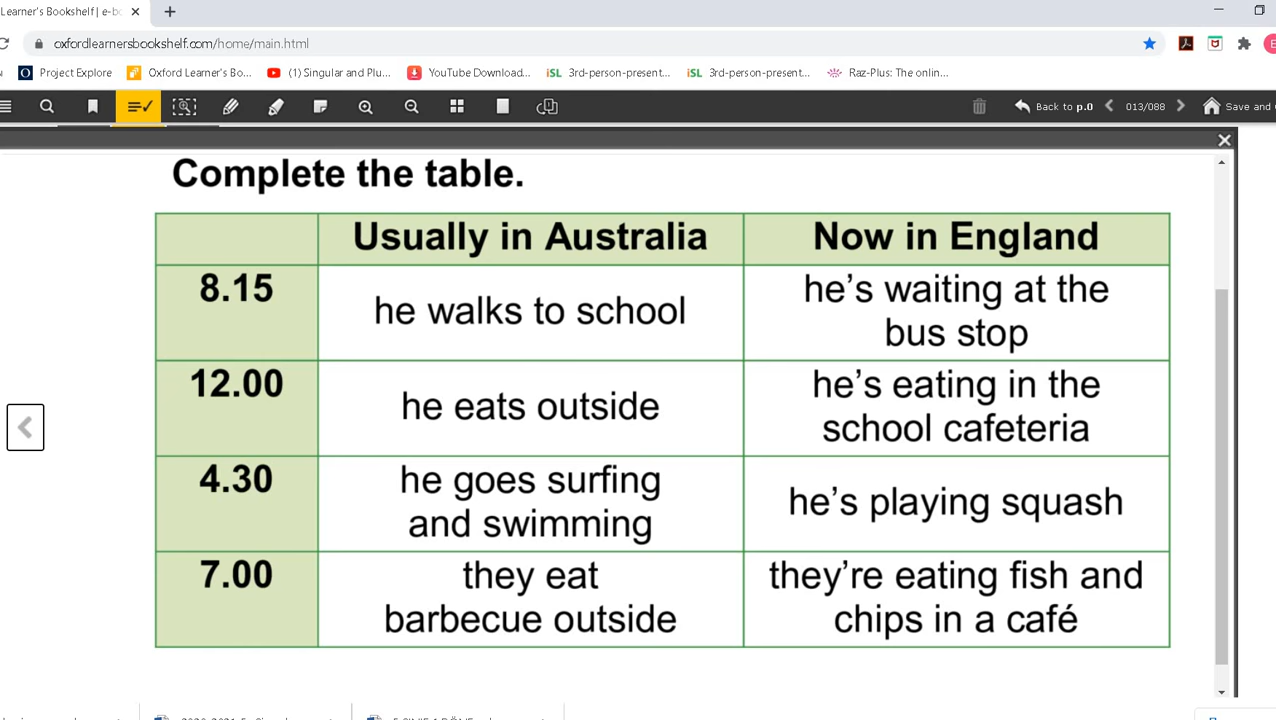 Learner's Bookshelf | e-bo
oxfordlearnersbookshelf.com/home/main.html
Project Explore
Oxford Learner's Bo...
(1) Singular and Plu...
YouTube Download...
iSL 3rd-person-present...
iSL 3rd-person-present...
Raz-Plus: The onlin...
Back to p.0
013/088
Save and
Complete the table.
Usually in Australia
Now in England
8.15
he walks to school
he's waiting at the
bus stop
12.00
he eats outside
he's eating in the
school cafeteria
4.30
he goes surfing
and swimming
he's playing squash
7.00
they eat
barbecue outside
they're eating fish and
chips in a café